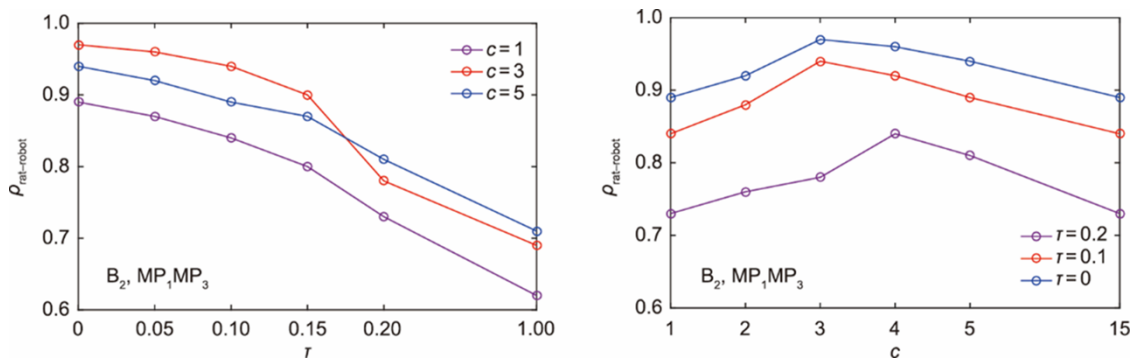 1.0
0.9
0.8
0.7
0.6
ρrat–robot
c = 1
c = 3
c = 5
B2, MP1MP3
0 0.05 0.10 0.15 0.20 1.00
τ
1.0
0.9
0.8
0.7
0.6
ρrat–robot
τ = 0.2
τ = 0.1
τ = 0
B2, MP1MP3
1 2 3 4 5 15
c